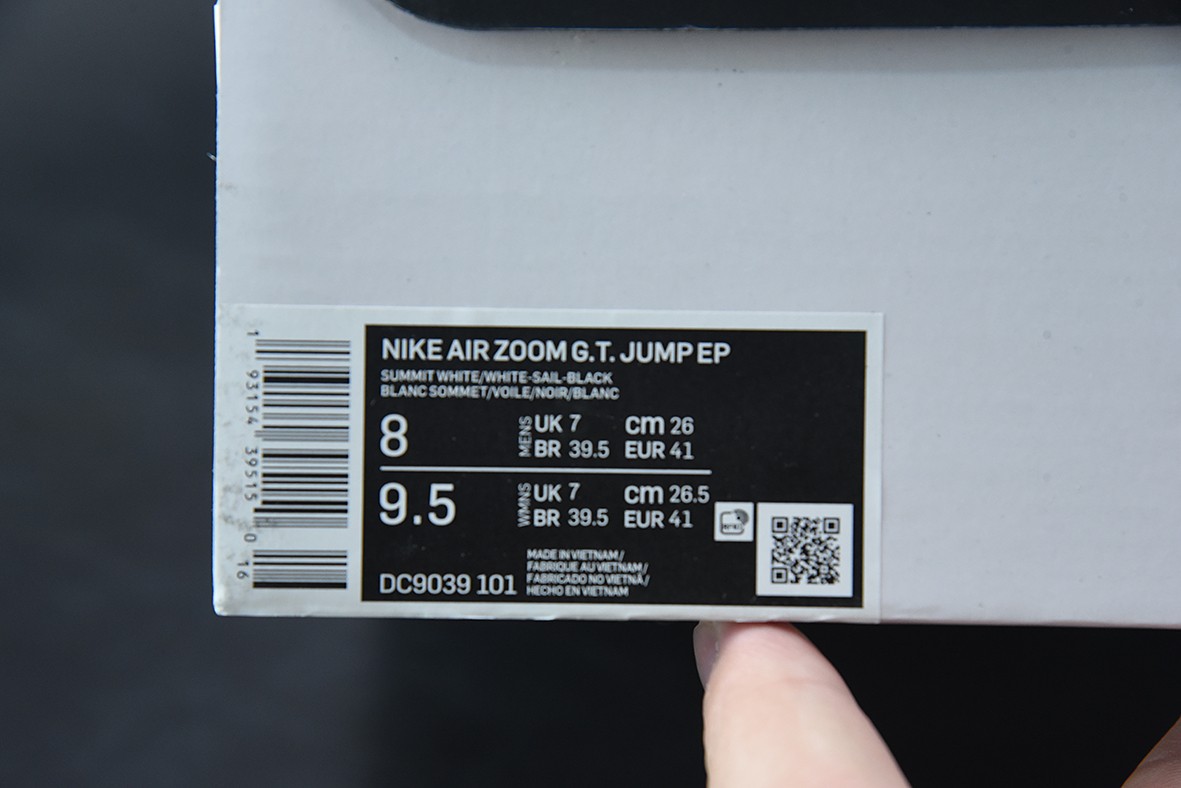 NIKE AIR ZOOM G.T. JUMP EP
SUMMIT WHITE/WHITE-SAIL-BLACK
BLANC SOMMET/VOILE/NOIR/BLANC
8 MENS UK 7 cm 26
BR 39.5 EUR 41
9.5 WMNS UK 7 cm 26.5
BR 39.5 EUR 41
MADE IN VIETNAM/
FABRIQUE AU VIETNAM/
FABRICADO NO VIETNÃ/
HECHO EN VIETNAM
DC9039 101
1 93154 39515 0 16